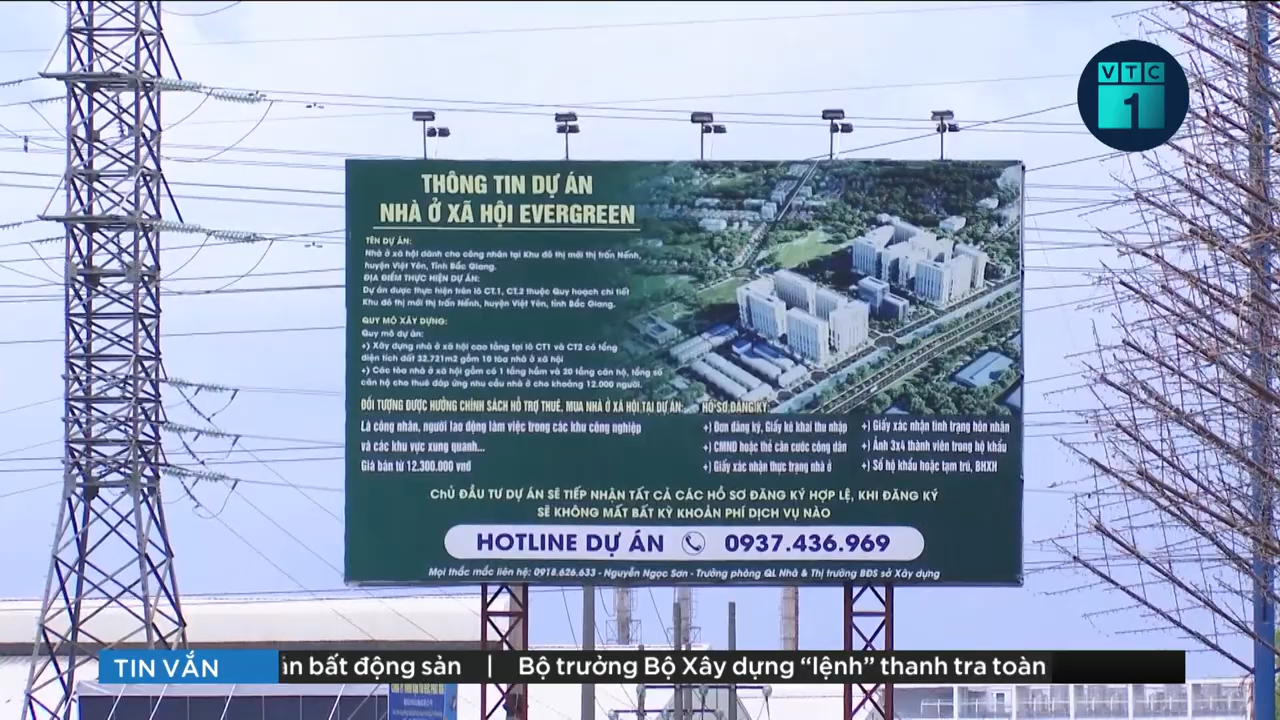 VTC
1
THÔNG TIN DỰ ÁN
NHÀ Ở XÃ HỘI EVERGREEN
TÊN DỰ ÁN:
Nhà ở xã hội dành cho công nhân tại Khu đô thị mới thị trấn Nếnh,
huyện Việt Yên, Tỉnh Bắc Giang.
ĐỊA ĐIỂM THỰC HIỆN DỰ ÁN:
Dự án được thực hiện trên lô CT.1, CT.2 thuộc Quy hoạch chi tiết
Khu đô thị mới thị trấn Nếnh, huyện Việt Yên, tỉnh Bắc Giang.
QUY MÔ XÂY DỰNG:
Quy mô dự án:
+) Xây dựng nhà ở xã hội cao tầng tại lô CT1 và CT2 có tổng
diện tích đất 32.721m2 gồm 10 tòa nhà ở xã hội
+) Các tòa nhà ở xã hội gồm có 1 tầng hầm và 20 tầng căn hộ, tổng số
căn hộ cho thuê đáp ứng nhu cầu nhà ở cho khoảng 12.000 người.
ĐỐI TƯỢNG ĐƯỢC HƯỞNG CHÍNH SÁCH HỖ TRỢ THUÊ, MUA NHÀ Ở XÃ HỘI TẠI DỰ ÁN:
Là công nhân, người lao động làm việc trong các khu công nghiệp
và các khu vực xung quanh...
Giá bán từ 12.300.000 vnđ
HỒ SƠ ĐĂNG KÝ:
+) Đơn đăng ký, Giấy kê khai thu nhập
+) CMND hoặc thẻ căn cước công dân
+) Giấy xác nhận thực trạng nhà ở
+) Giấy xác nhận tình trạng hôn nhân
+) Ảnh 3x4 thành viên trong hộ khẩu
+) Sổ hộ khẩu hoặc tạm trú, BHXH
CHỦ ĐẦU TƯ DỰ ÁN SẼ TIẾP NHẬN TẤT CẢ CÁC HỒ SƠ ĐĂNG KÝ HỢP LỆ, KHI ĐĂNG KÝ
SẼ KHÔNG MẤT BẤT KỲ KHOẢN PHÍ DỊCH VỤ NÀO
HOTLINE DỰ ÁN 0937.436.969
Mọi thắc mắc liên hệ: 0918.626.633 - Nguyễn Ngọc Sơn - Trưởng phòng QL Nhà & Thị trường BĐS sở Xây dựng
TIN VẮN ản bất động sản | Bộ trưởng Bộ Xây dựng “lệnh” thanh tra toàn